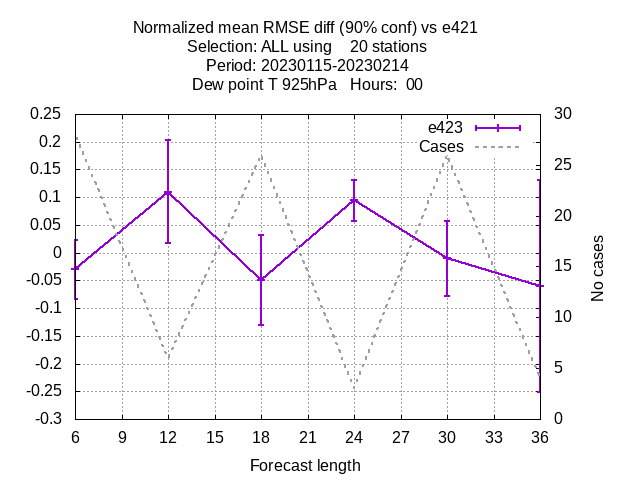 Normalized mean RMSE diff (90% conf) vs e421
Selection: ALL using    20 stations
Period: 20230115-20230214
Dew point T 925hPa   Hours:  00
e423
Cases
0.25
0.2
0.15
0.1
0.05
0
-0.05
-0.1
-0.15
-0.2
-0.25
-0.3
30
25
20
15
10
5
0
No cases
6 9 12 15 18 21 24 27 30 33 36
Forecast length